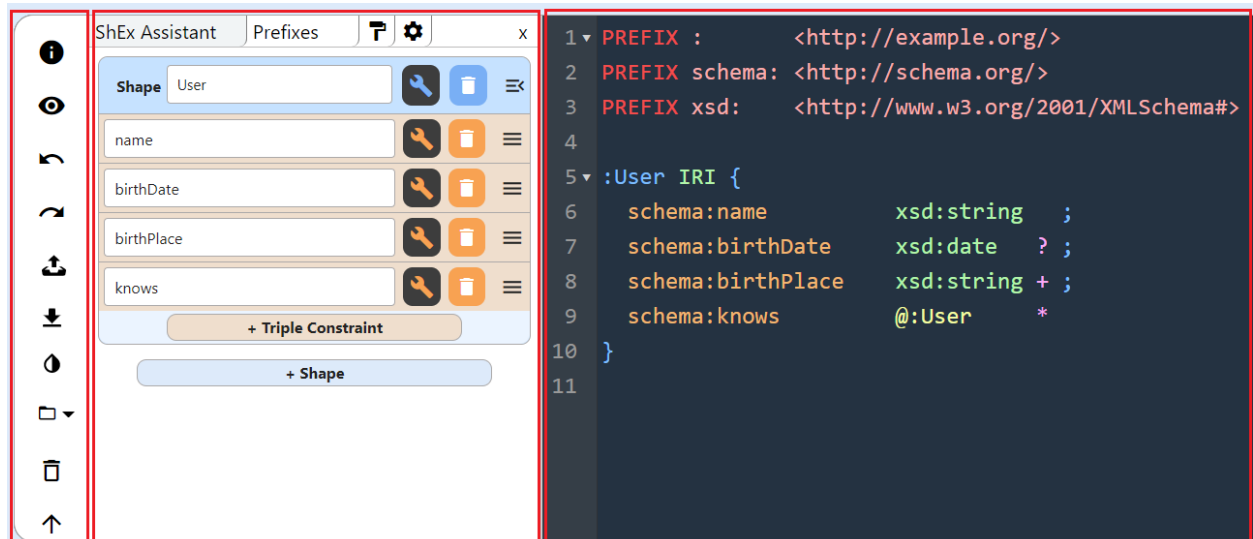 ShEx Assistant Prefixes x
Shape User
name
birthDate
birthPlace
knows
+ Triple Constraint
+ Shape
1 PREFIX :       <http://example.org/>
2 PREFIX schema: <http://schema.org/>
3 PREFIX xsd:    <http://www.w3.org/2001/XMLSchema#>
4
5 :User IRI {
6   schema:name          xsd:string   ;
7   schema:birthDate     xsd:date   ? ;
8   schema:birthPlace    xsd:string + ;
9   schema:knows         @:User     *
10 }
11